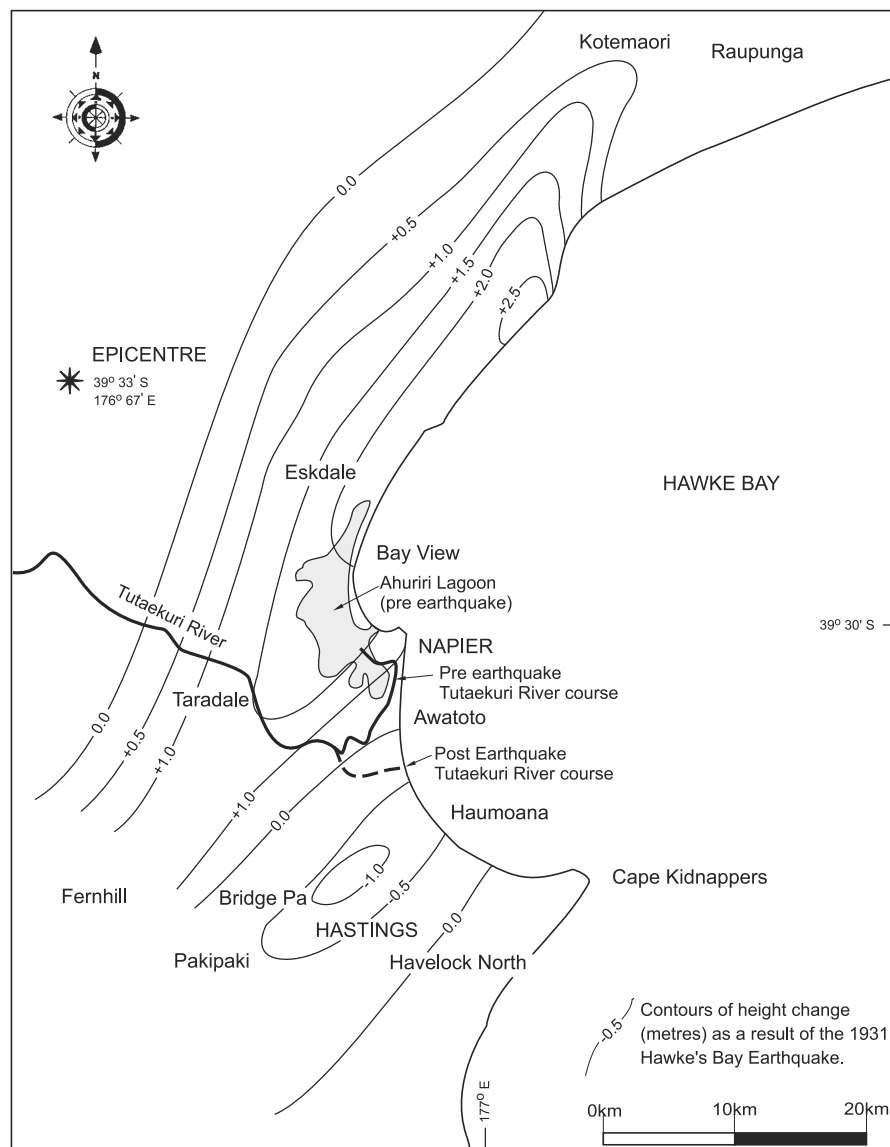 Kotemaori
Raupunga
N
0.0
+0.5
+1.0
+1.5
+2.0
+2.5
EPICENTRE
39º 33' S
176º 67' E
Eskdale
HAWKE BAY
Bay View
Ahuriri Lagoon
(pre earthquake)
Tutaekuri River
39º 30' S
NAPIER
Pre earthquake
Tutaekuri River course
Taradale
Awatoto
0.0
+0.5
+1.0
Post Earthquake
Tutaekuri River course
+1.0
0.0
Haumoana
-1.0
-0.5
Fernhill
Bridge Pa
Cape Kidnappers
HASTINGS
0.0
Pakipaki
Havelock North
-0.5
Contours of height change
(metres) as a result of the 1931
Hawke's Bay Earthquake.
177º E
0km
10km
20km